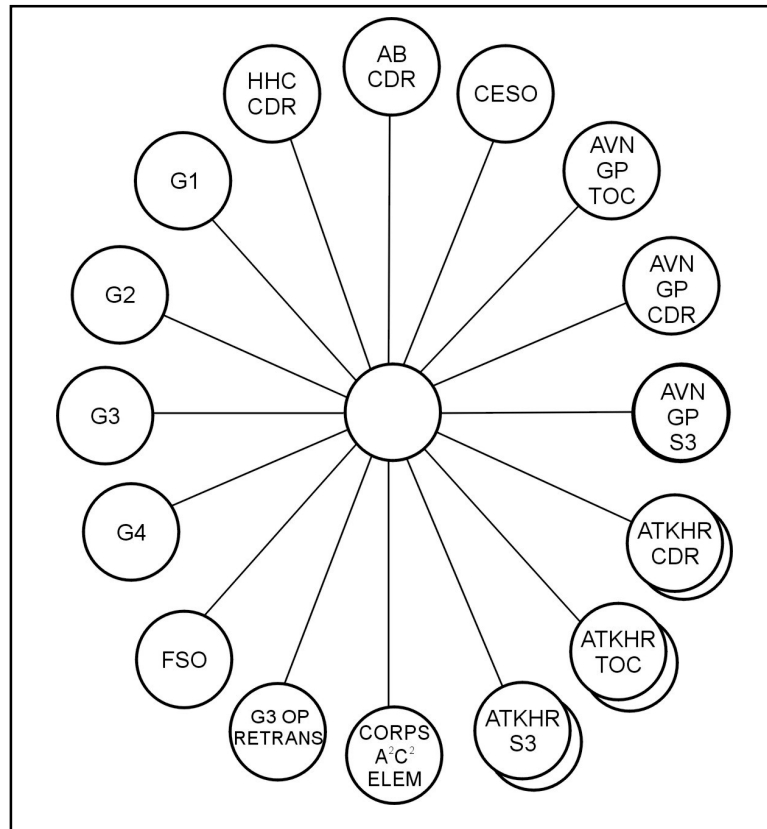 AB
CDR
CESO
AVN
GP
TOC
AVN
GP
CDR
AVN
GP
S3
ATKHR
CDR
ATKHR
TOC
ATKHR
S3
CORPS
A²C²
ELEM
G3 OP
RETRANS
FSO
G4
G3
G2
G1
HHC
CDR